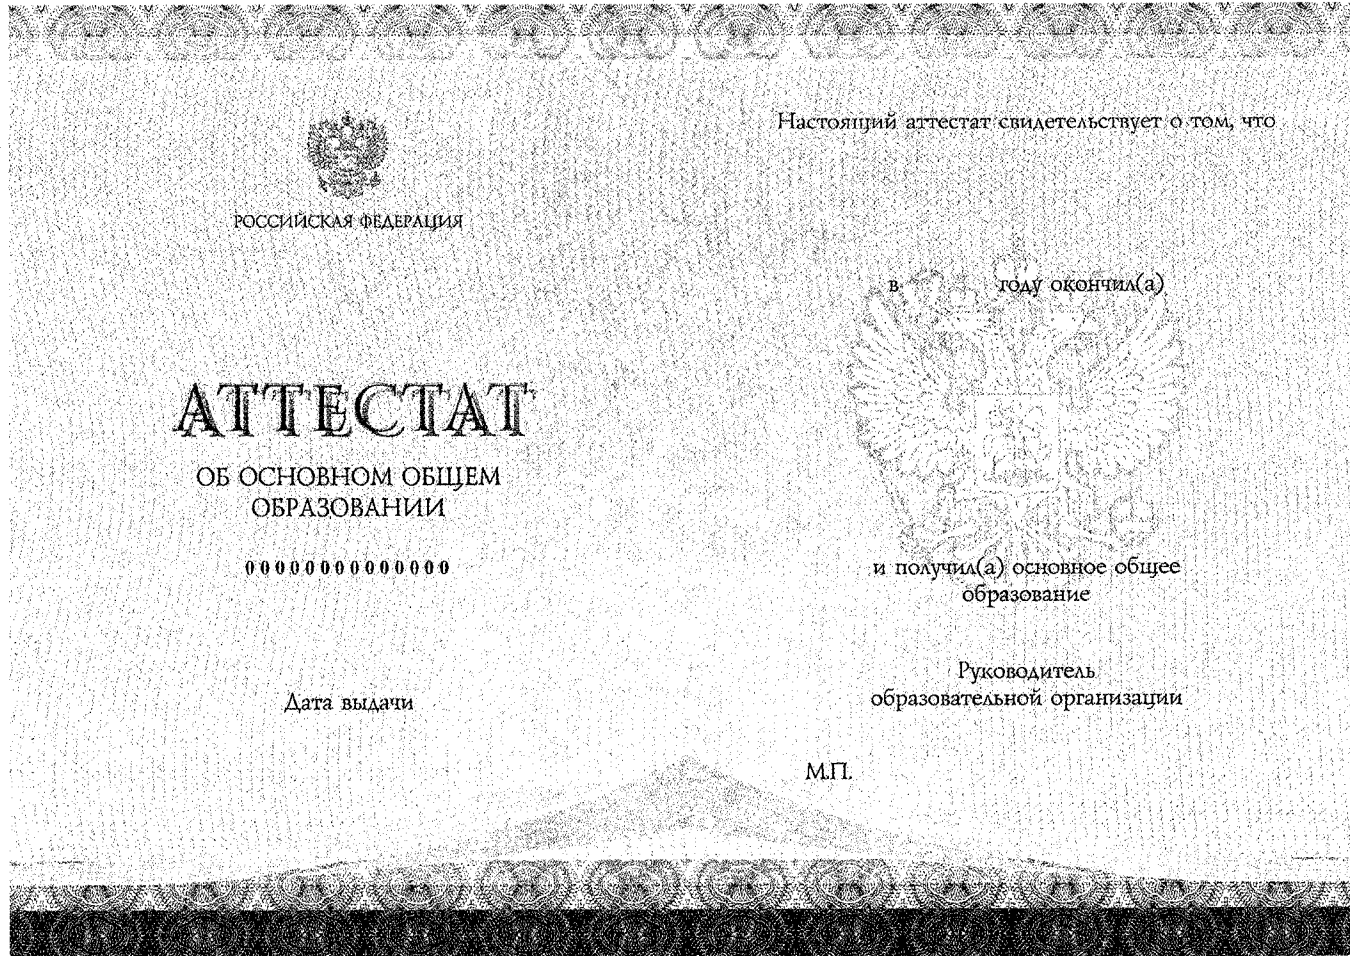 РОССИЙСКАЯ ФЕДЕРАЦИЯ
АТТЕСТАТ
ОБ ОСНОВНОМ ОБЩЕМ
ОБРАЗОВАНИИ
00000000000000
Дата выдачи
Настоящий аттестат свидетельствует о том, что
в году окончил(а)
и получил(а) основное общее
образование
Руководитель
образовательной организации
М.П.